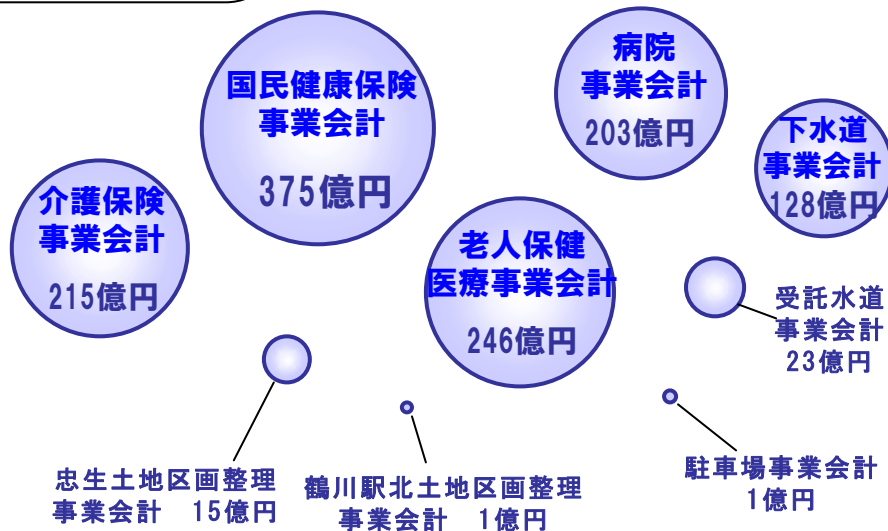 国民健康保険
事業会計
375億円
病院
事業会計
203億円
下水道
事業会計
128億円
介護保険
事業会計
215億円
老人保健
医療事業会計
246億円
受託水道
事業会計
23億円
忠生土地区画整理
事業会計　15億円
鶴川駅北土地区画整理
事業会計　1億円
駐車場事業会計
1億円